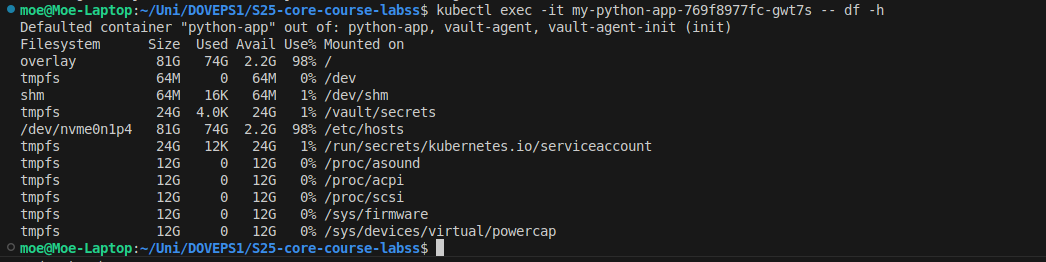 moe@Moe-Laptop:~/Uni/DOVEPS1/S25-core-course-labss$ kubectl exec -it my-python-app-769f8977fc-gwt7s -- df -h
Defaulted container "python-app" out of: python-app, vault-agent, vault-agent-init (init)
Filesystem      Size  Used Avail Use% Mounted on
overlay          81G   74G  2.2G  98% /
tmpfs            64M     0   64M   0% /dev
shm              64M   16K   64M   1% /dev/shm
tmpfs            24G  4.0K   24G   1% /vault/secrets
/dev/nvme0n1p4   81G   74G  2.2G  98% /etc/hosts
tmpfs            24G   12K   24G   1% /run/secrets/kubernetes.io/serviceaccount
tmpfs            12G     0   12G   0% /proc/asound
tmpfs            12G     0   12G   0% /proc/acpi
tmpfs            12G     0   12G   0% /proc/scsi
tmpfs            12G     0   12G   0% /sys/firmware
tmpfs            12G     0   12G   0% /sys/devices/virtual/powercap
moe@Moe-Laptop:~/Uni/DOVEPS1/S25-core-course-labss$